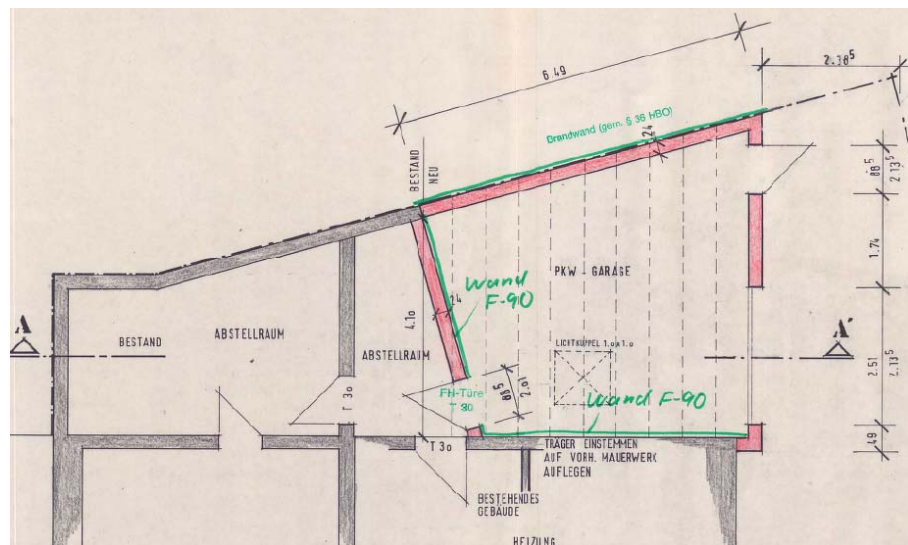 6.49
2.38⁵
Brandwand (gem. § 36 HBO)
24
BESTAND
NEU
88⁵
2.13⁵
1.74
PKW - GARAGE
Wand
F-90
24
4.10
A
BESTAND
ABSTELLRAUM
ABSTELLRAUM
LICHTKUPPEL 1.0x1.0
A'
2.51
2.13⁵
T 30
FH-Türe
T 30
88⁵
2.01
Wand F-90
T 30
TRÄGER EINSTEMMEN
AUF VORH. MAUERWERK
AUFLEGEN
49
BESTEHENDES
GEBÄUDE
HEIZUNG